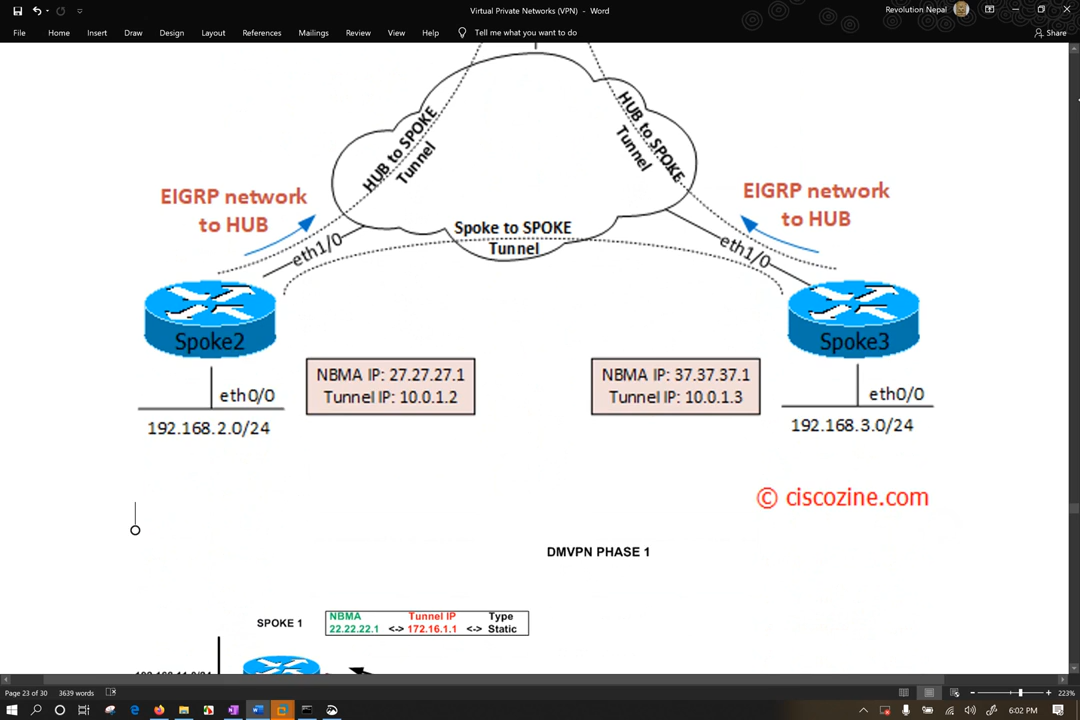 Virtual Private Networks (VPN) - Word
Revolution Nepal
File Home Insert Draw Design Layout References Mailings Review View Help Tell me what you want to do Share
HUB to SPOKE
Tunnel
HUB to SPOKE
Tunnel
EIGRP network
to HUB
EIGRP network
to HUB
Spoke to SPOKE
Tunnel
eth1/0
eth1/0
Spoke2
Spoke3
NBMA IP: 27.27.27.1
Tunnel IP: 10.0.1.2
NBMA IP: 37.37.37.1
Tunnel IP: 10.0.1.3
eth0/0
eth0/0
192.168.2.0/24
192.168.3.0/24
© ciscozine.com
DMVPN PHASE 1
SPOKE 1
NBMA Tunnel IP Type
22.22.22.1 <-> 172.16.1.1 <-> Static
Page 23 of 30 3639 words
223%
6:02 PM